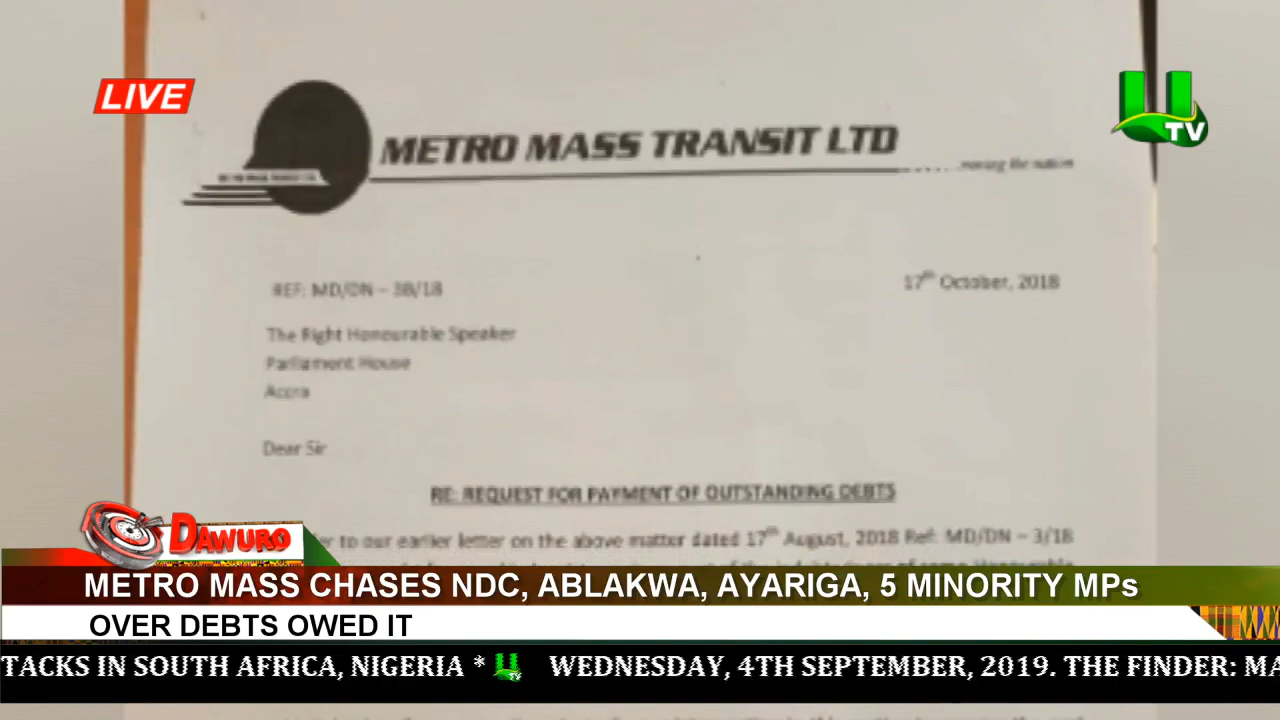 LIVE
U TV
METRO MASS TRANSIT LTD
moving the nation
REF: MD/DN – 38/18
17th October, 2018
The Right Honourable Speaker
Parliament House
Accra
Dear Sir
RE: REQUEST FOR PAYMENT OF OUTSTANDING DEBTS
to our earlier letter on the above matter dated 17th August, 2018 Ref: MD/DN – 3/18
DAWURO
METRO MASS CHASES NDC, ABLAKWA, AYARIGA, 5 MINORITY MPs
OVER DEBTS OWED IT
TACKS IN SOUTH AFRICA, NIGERIA * U TV WEDNESDAY, 4TH SEPTEMBER, 2019. THE FINDER: MA